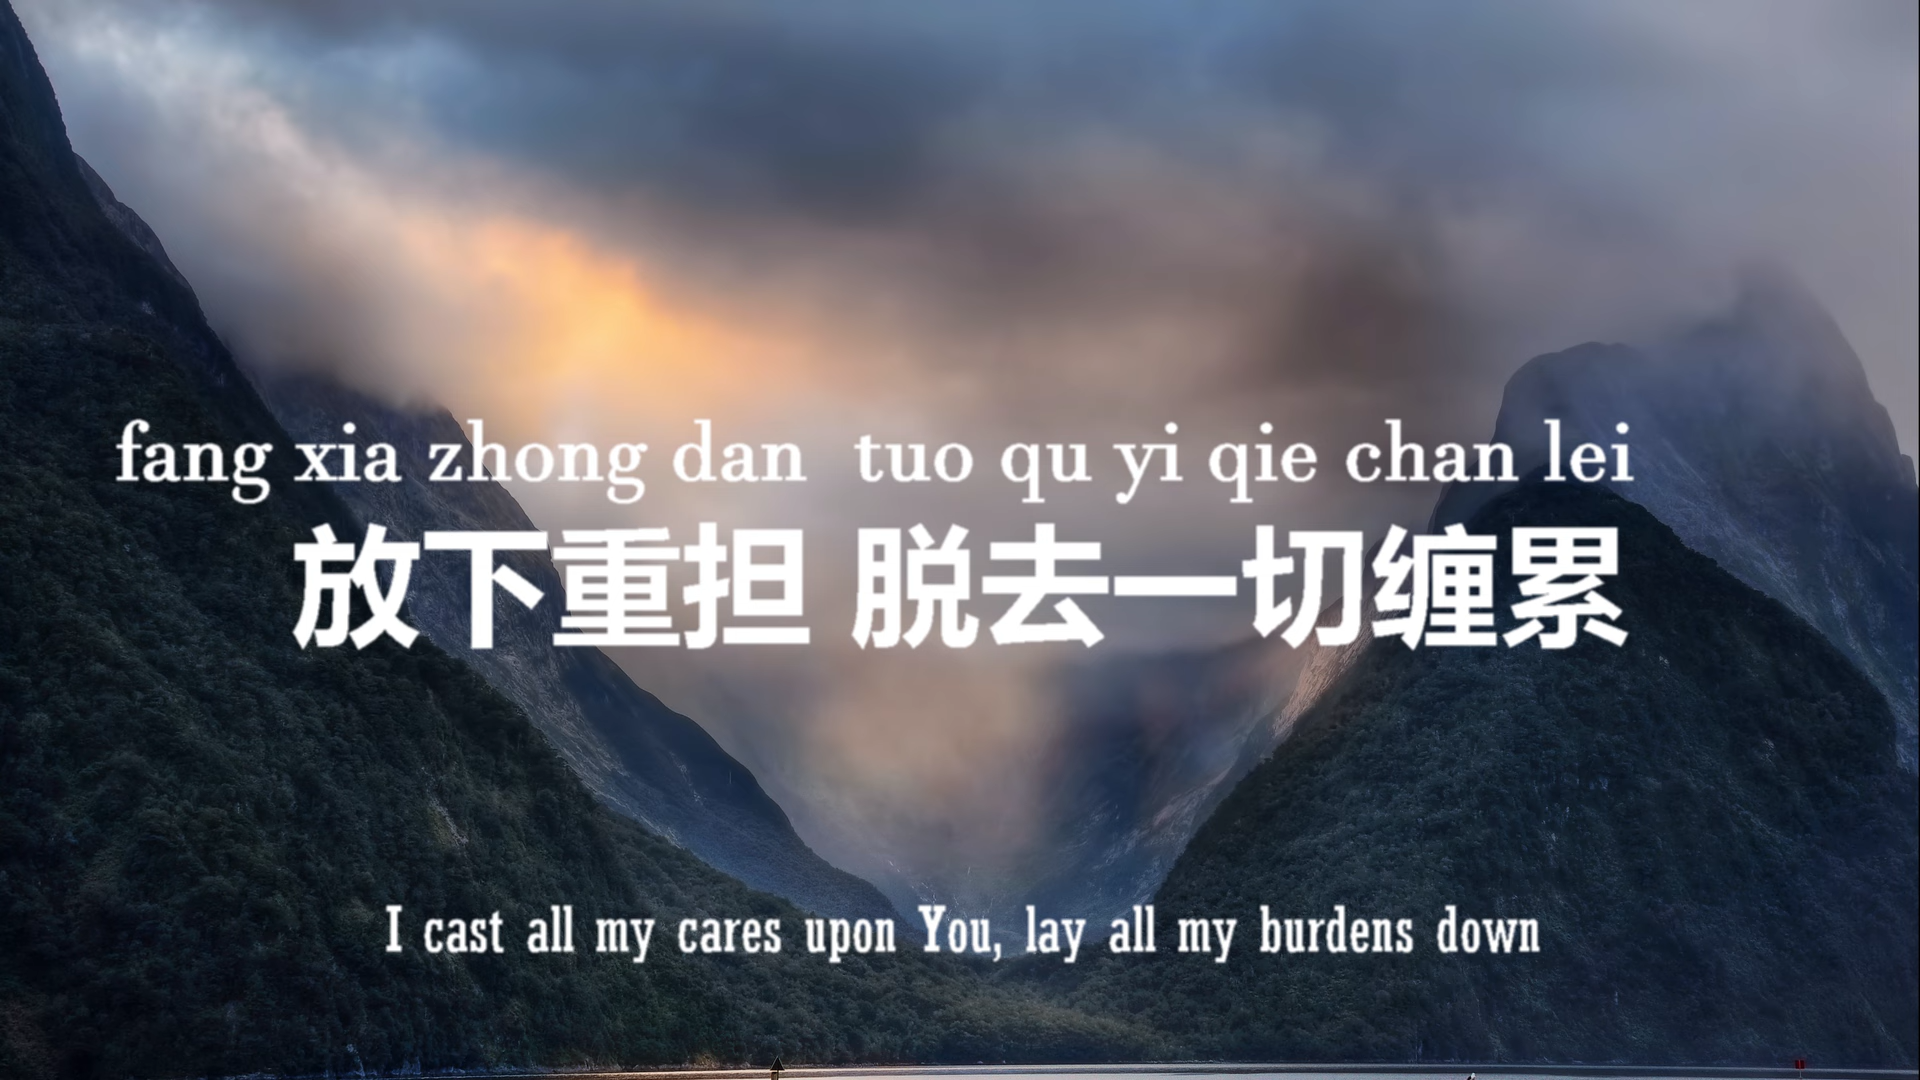 fang xia zhong dan  tuo qu yi qie chan lei
放下重担 脱去一切缠累
I cast all my cares upon You, lay all my burdens down